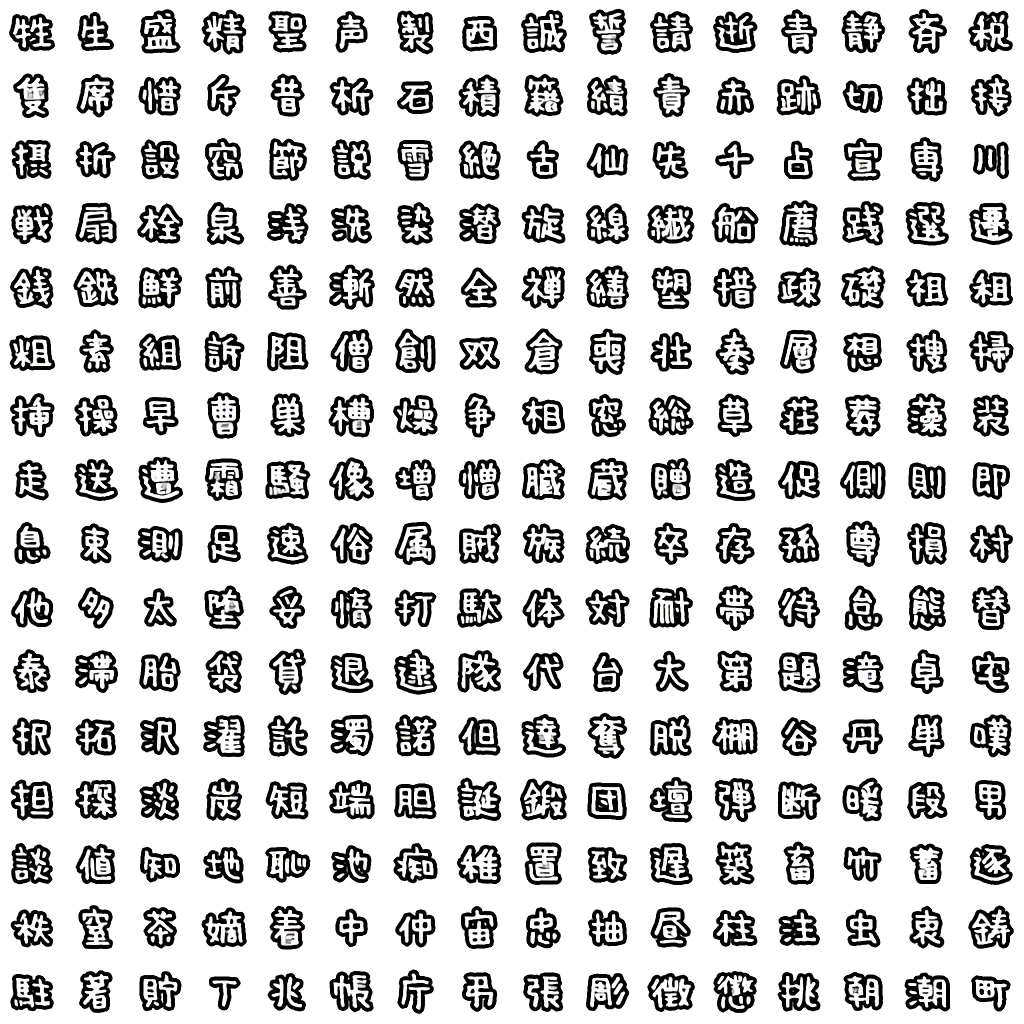 牲生盛精聖声製西誠誓請逝青静斉税
隻席惜斥昔析石積籍績責赤跡切拙接
摂折設窃節説雪絶舌仙先千占宣専川
戦扇栓泉浅洗染潜旋線繊船薦践選遷
銭銑鮮前善漸然全禅繕塑措疎礎祖租
粗素組訴阻僧創双倉喪壮奏層想捜掃
挿操早曹巣槽燥争相窓総草荘葬藻装
走送遭霜騒像増憎臓蔵贈造促側則即
息束測足速俗属賊族続卒存孫尊損村
他多太堕妥惰打駄体対耐帯待怠態替
泰滞胎袋貸退逮隊代台大第題滝卓宅
択拓沢濯託濁諾但達奪脱棚谷丹単嘆
担探淡炭短端胆誕鍛団壇弾断暖段男
談値知地恥池痴稚置致遅築畜竹蓄逐
秩窒茶嫡着中仲宙忠抽昼柱注虫衷鋳
駐著貯丁兆帳庁弔張彫徴懲挑朝潮町